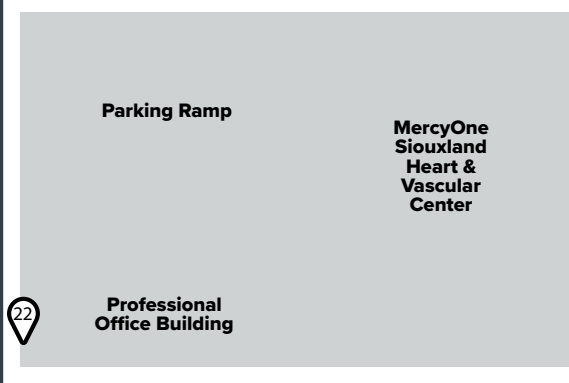 Parking Ramp
MercyOne
Siouxland
Heart &
Vascular
Center
Professional
Office Building
22